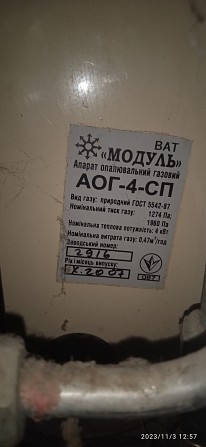 ВАТ
«МОДУЛЬ»
Апарат опалювальний газовий
АОГ-4-СП
Вид газу: природний ГОСТ 5542-87
Номінальний тиск газу: 1274 Па;
1960 Па
Номінальна теплова потужність: 4 кВт
Номінальна витрата газу: 0,47м³/год
Заводський номер:
2916
Рік і місяць випуску:
X.2007
2023/11/3 12:57